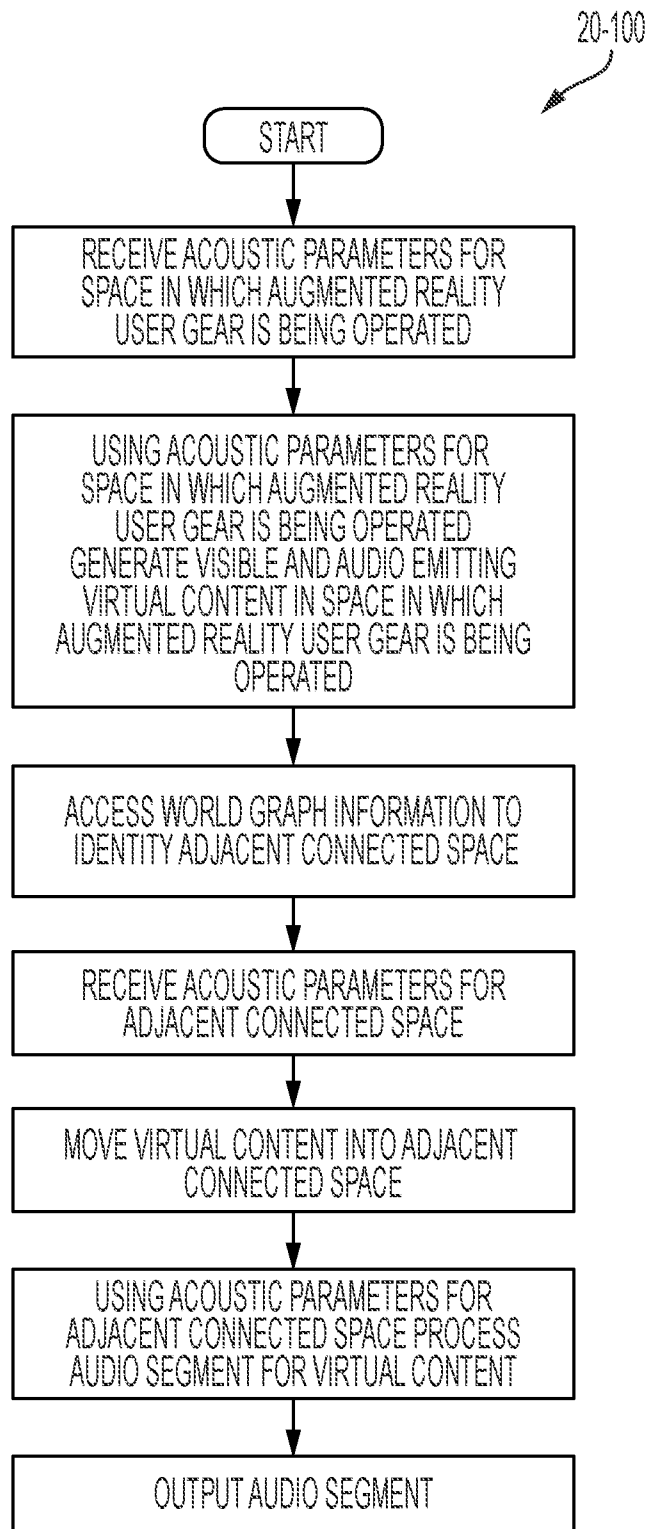 20-100
START
RECEIVE ACOUSTIC PARAMETERS FOR
SPACE IN WHICH AUGMENTED REALITY
USER GEAR IS BEING OPERATED
USING ACOUSTIC PARAMETERS FOR
SPACE IN WHICH AUGMENTED REALITY
USER GEAR IS BEING OPERATED
GENERATE VISIBLE AND AUDIO EMITTING
VIRTUAL CONTENT IN SPACE IN WHICH
AUGMENTED REALITY USER GEAR IS BEING
OPERATED
ACCESS WORLD GRAPH INFORMATION TO
IDENTITY ADJACENT CONNECTED SPACE
RECEIVE ACOUSTIC PARAMETERS FOR
ADJACENT CONNECTED SPACE
MOVE VIRTUAL CONTENT INTO ADJACENT
CONNECTED SPACE
USING ACOUSTIC PARAMETERS FOR
ADJACENT CONNECTED SPACE PROCESS
AUDIO SEGMENT FOR VIRTUAL CONTENT
OUTPUT AUDIO SEGMENT